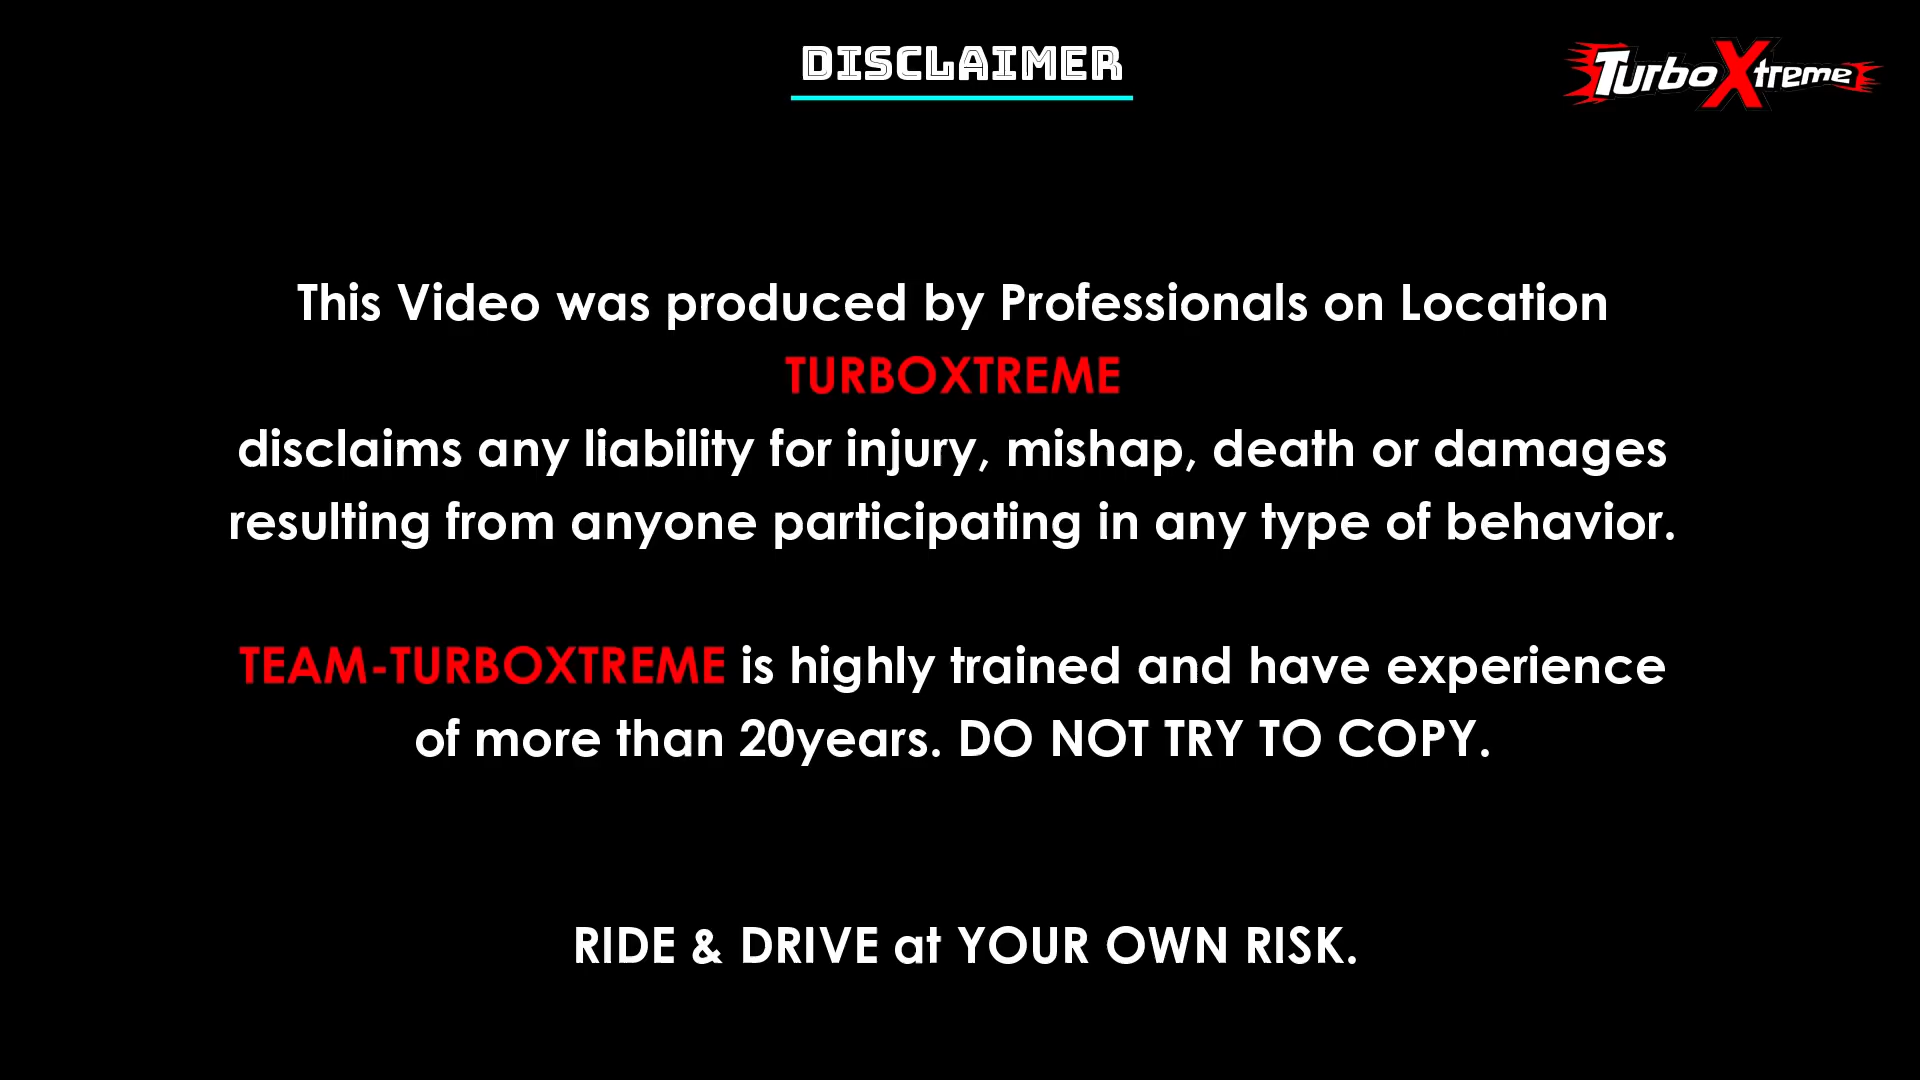 DISCLAIMER
TurboXtreme
This Video was produced by Professionals on Location
TURBOXTREME
disclaims any liability for injury, mishap, death or damages
resulting from anyone participating in any type of behavior.
TEAM-TURBOXTREME is highly trained and have experience
of more than 20years. DO NOT TRY TO COPY.
RIDE & DRIVE at YOUR OWN RISK.